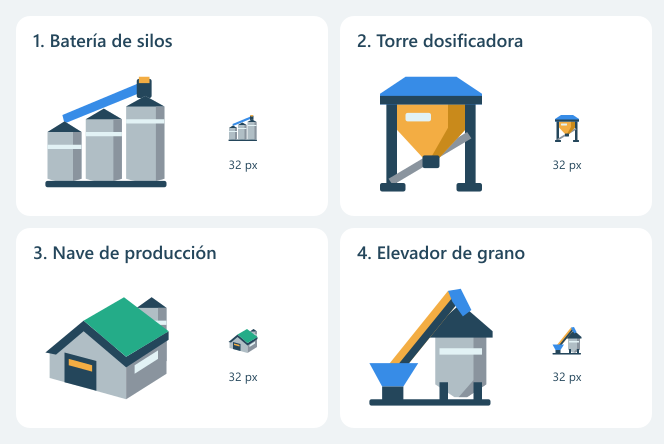 1. Batería de silos
32 px
2. Torre dosificadora
32 px
3. Nave de producción
32 px
4. Elevador de grano
32 px